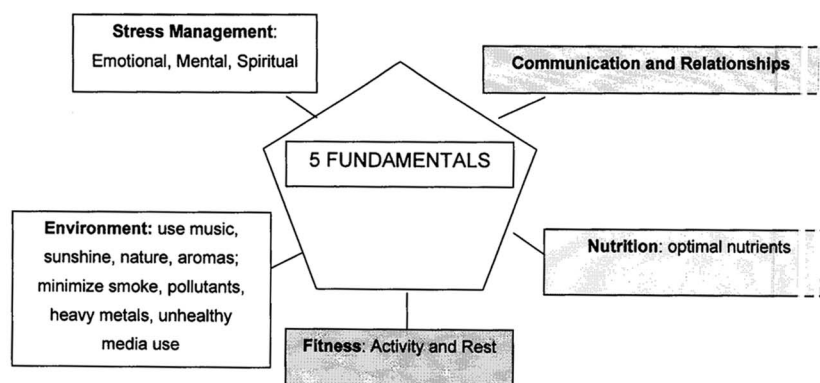 Stress Management:
Emotional, Mental, Spiritual
Communication and Relationships
5 FUNDAMENTALS
Environment: use music,
sunshine, nature, aromas;
minimize smoke, pollutants,
heavy metals, unhealthy
media use
Nutrition: optimal nutrients
Fitness: Activity and Rest